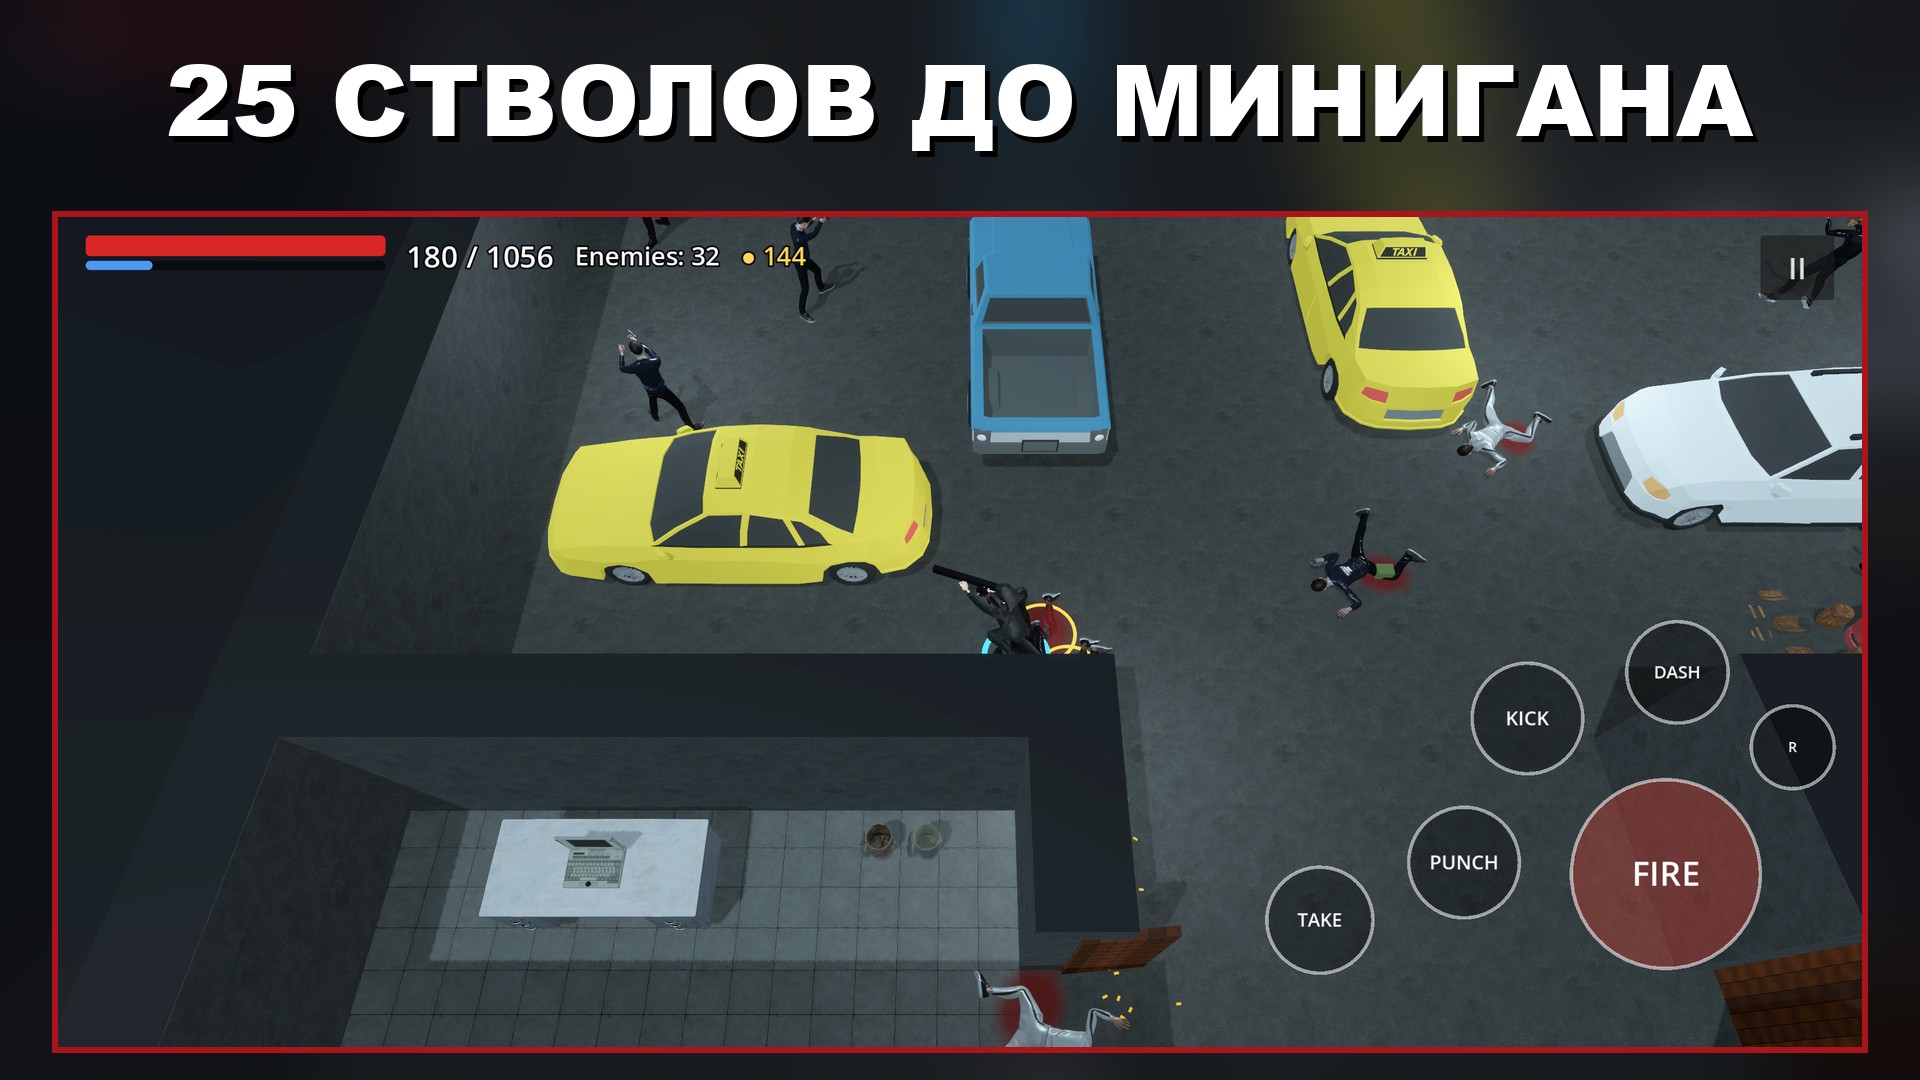 25 СТВОЛОВ ДО МИНИГАНА
180 / 1056 Enemies: 32 144
TAXI
TAXI
DASH
KICK
R
PUNCH
FIRE
TAKE